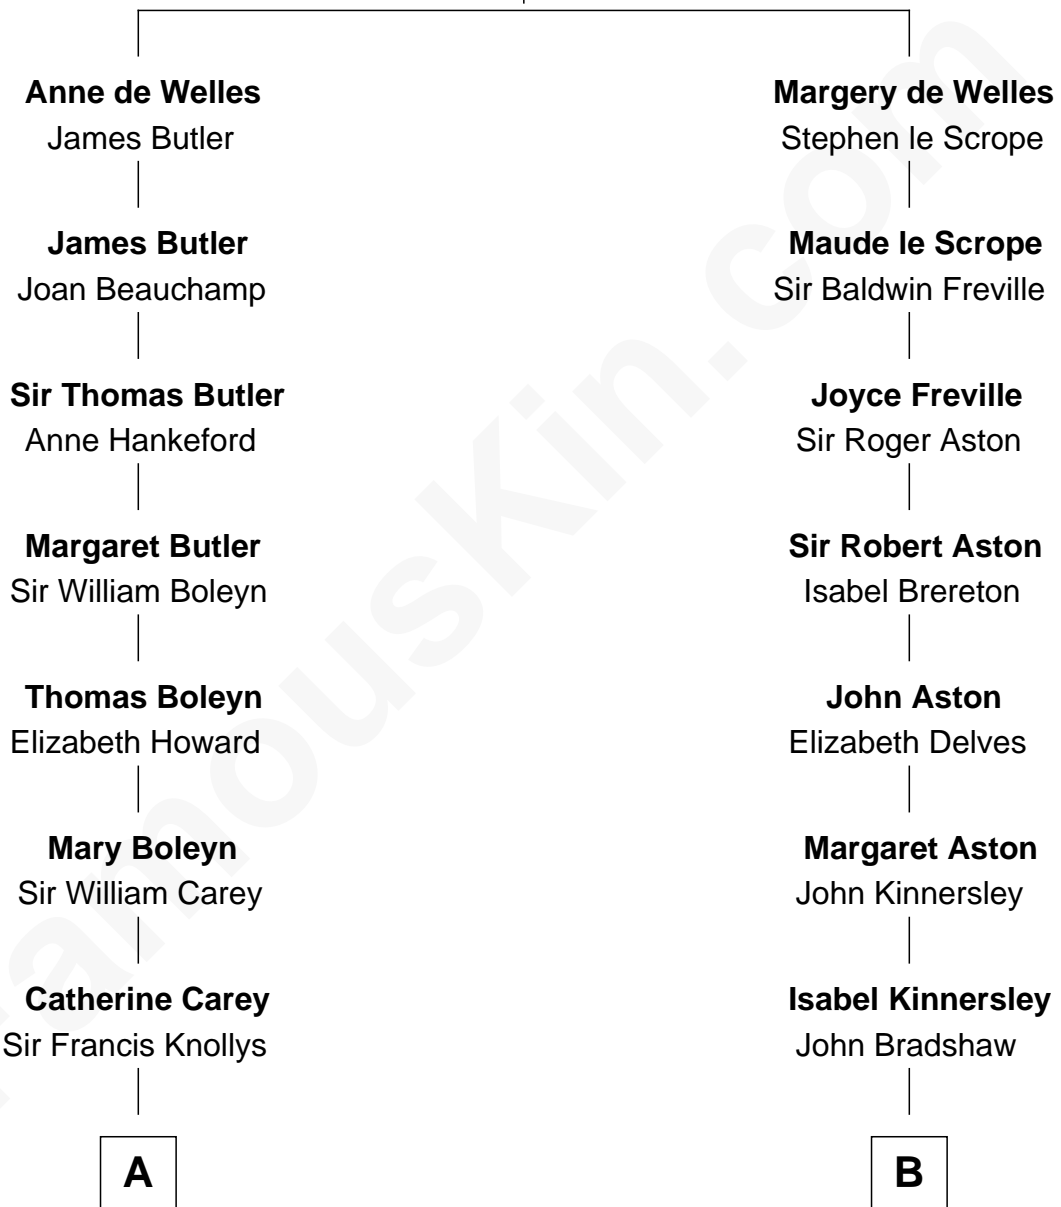 Anne de Welles
James Butler
James Butler
Joan Beauchamp
Sir Thomas Butler
Anne Hankeford
Margaret Butler
Sir William Boleyn
Thomas Boleyn
Elizabeth Howard
Mary Boleyn
Sir William Carey
Catherine Carey
Sir Francis Knollys
A
Margery de Welles
Stephen le Scrope
Maude le Scrope
Sir Baldwin Freville
Joyce Freville
Sir Roger Aston
Sir Robert Aston
Isabel Brereton
John Aston
Elizabeth Delves
Margaret Aston
John Kinnersley
Isabel Kinnersley
John Bradshaw
B
FamousKin.com